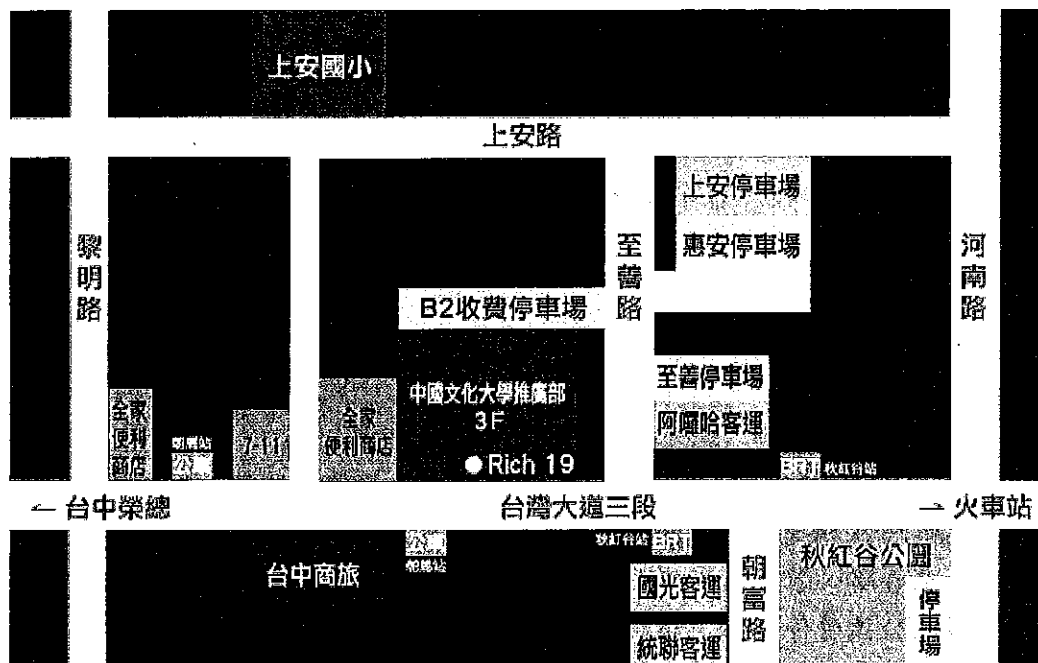 上安國小
上安路
黎明路
至善路
河南路
上安停車場
惠安停車場
B2收費停車場
至善停車場
阿囉哈客運
中國文化大學推廣部
3F
Rich 19
全家
便利
商店
7-11
全家
便利商店
BRT 秋紅谷站
← 台中榮總
台灣大道三段
→ 火車站
台中商旅
秋紅谷站 BRT
國光客運
統聯客運
朝富路
秋紅谷公園
停車場